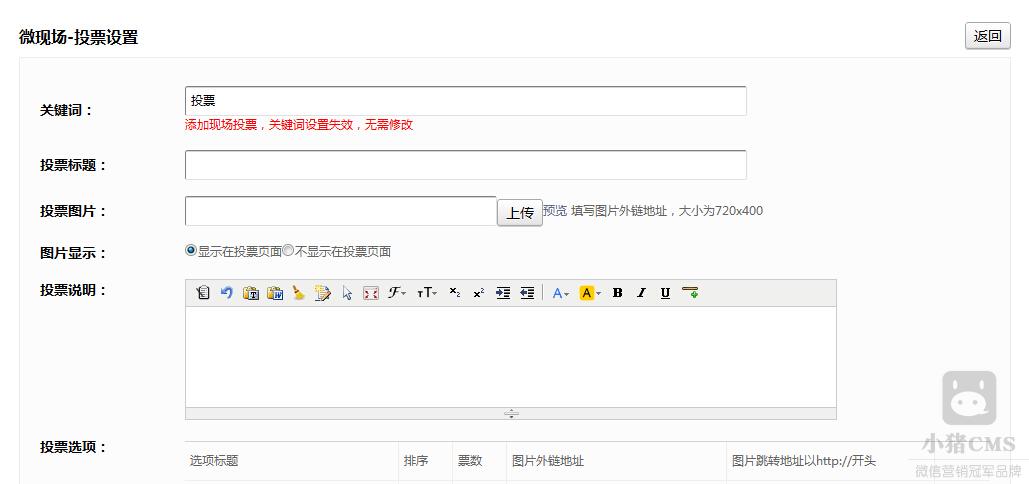 微现场-投票设置
返回
关键词：
投票
添加现场投票，关键词设置失效，无需修改
投票标题：
投票图片：
上传
预览 填写图片外链地址，大小为720x400
图片显示：
显示在投票页面 不显示在投票页面
投票说明：
投票选项：
选项标题 排序 票数 图片外链地址 图片跳转地址以http://开头
小猪CMS
微信营销冠军品牌